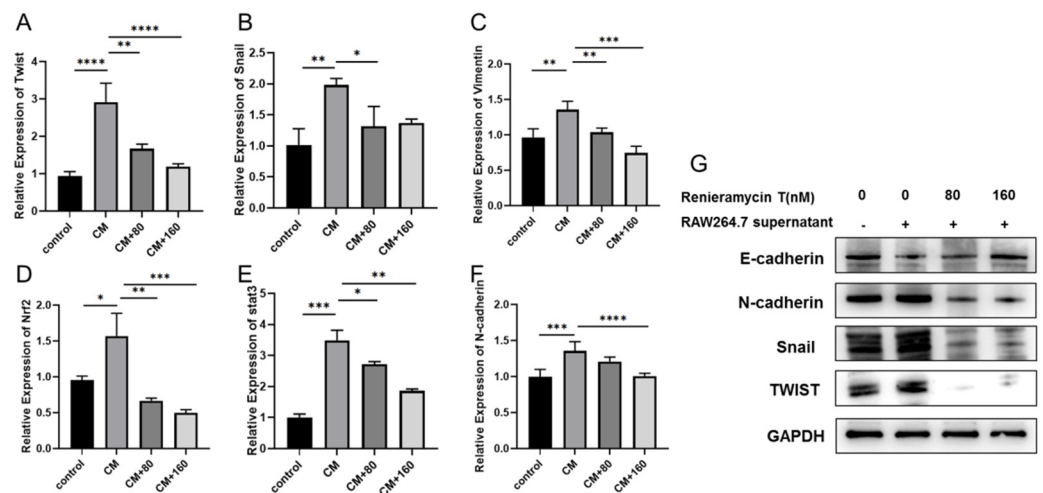 A
Relative Expression of Twist
4
3
2
1
0
****
**
****
control
CM
CM+80
CM+160
B
Relative Expression of Snail
2.5
2.0
1.5
1.0
0.5
0.0
**
*
control
CM
CM+80
CM+160
C
Relative Expression of Vimentin
2.0
1.5
1.0
0.5
0.0
***
**
**
control
CM
CM+80
CM+160
D
Relative Expression of Nrf2
2.0
1.5
1.0
0.5
0.0
***
**
*
control
CM
CM+80
CM+160
E
Relative Expression of stat3
5
4
3
2
1
0
**
*
***
control
CM
CM+80
CM+160
F
Relative Expression of N-cadherin
2.0
1.5
1.0
0.5
0.0
*** ****
control
CM
CM+80
CM+160
G
Renieramycin T(nM) 0 0 80 160
RAW264.7 supernatant - + + +
E-cadherin
N-cadherin
Snail
TWIST
GAPDH